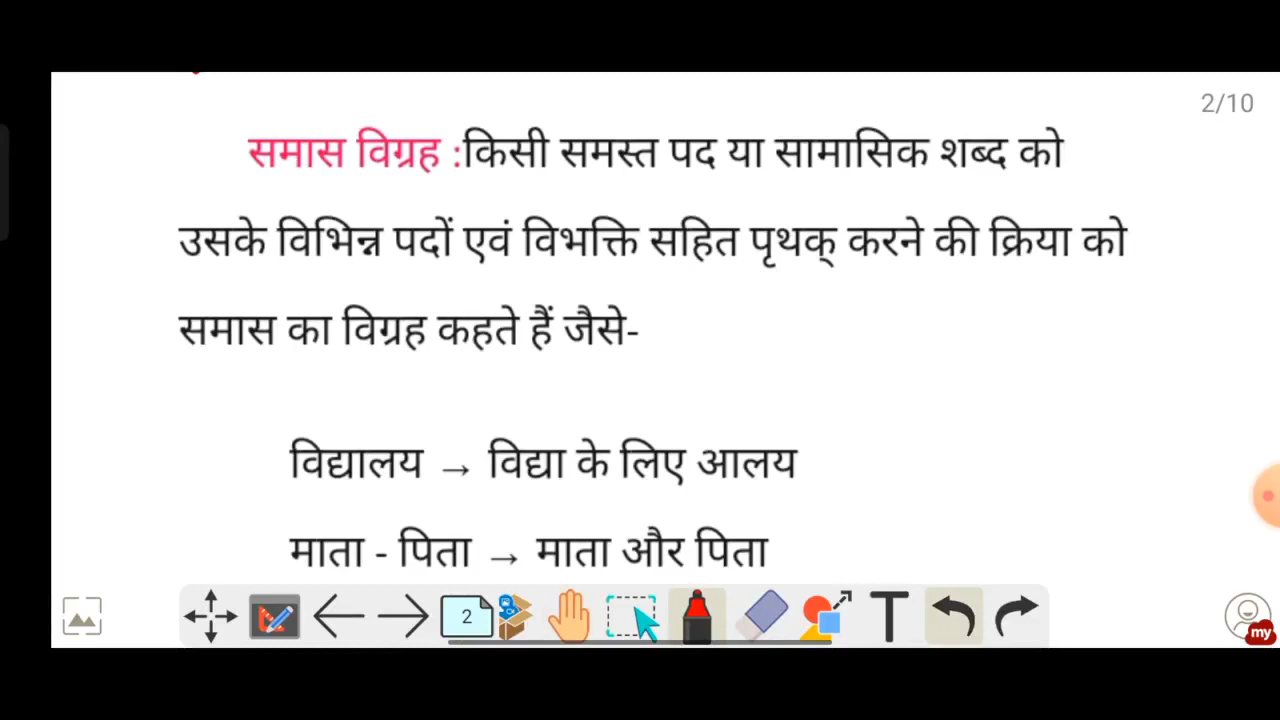 2/10
समास विग्रह :किसी समस्त पद या सामासिक शब्द को
उसके विभिन्न पदों एवं विभक्ति सहित पृथक् करने की क्रिया को
समास का विग्रह कहते हैं जैसे-
विद्यालय → विद्या के लिए आलय
माता - पिता → माता और पिता
2
T
my